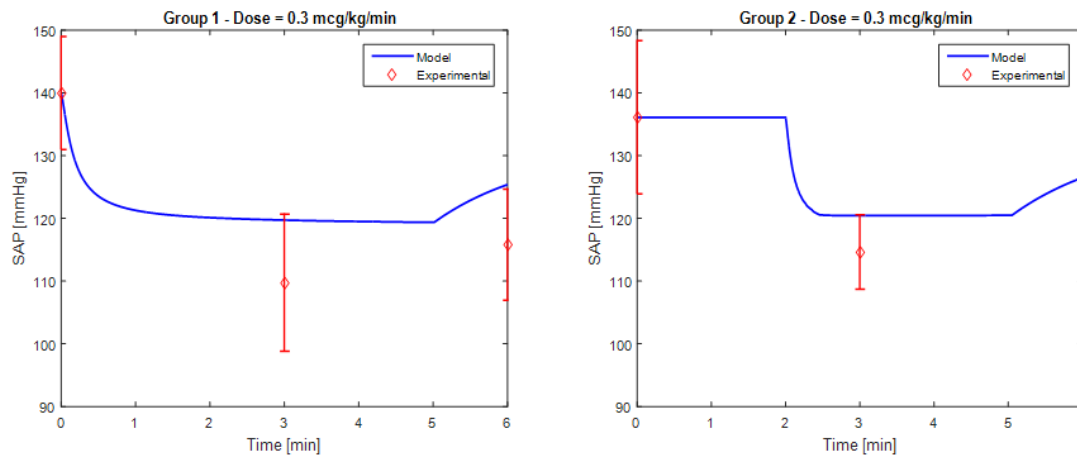 Group 1 - Dose = 0.3 mcg/kg/min
150
140
130
120
110
100
90
SAP [mmHg]
Model
Experimental
0 1 2 3 4 5 6
Time [min]
Group 2 - Dose = 0.3 mcg/kg/min
150
140
130
120
110
100
90
SAP [mmHg]
Model
Experimental
0 1 2 3 4 5
Time [min]